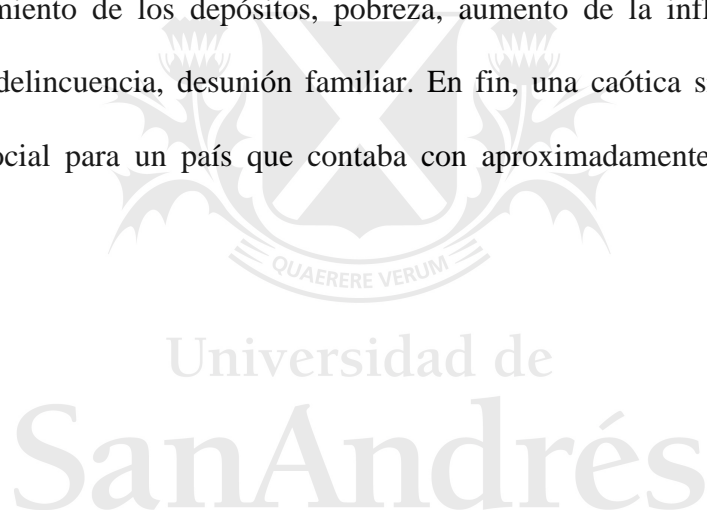 miento de los depósitos, pobreza, aumento de la infl
delincuencia, desunión familiar. En fin, una caótica s
ocial para un país que contaba con aproximadamente
QUAERERE VERUM
Universidad de
SanAndrés